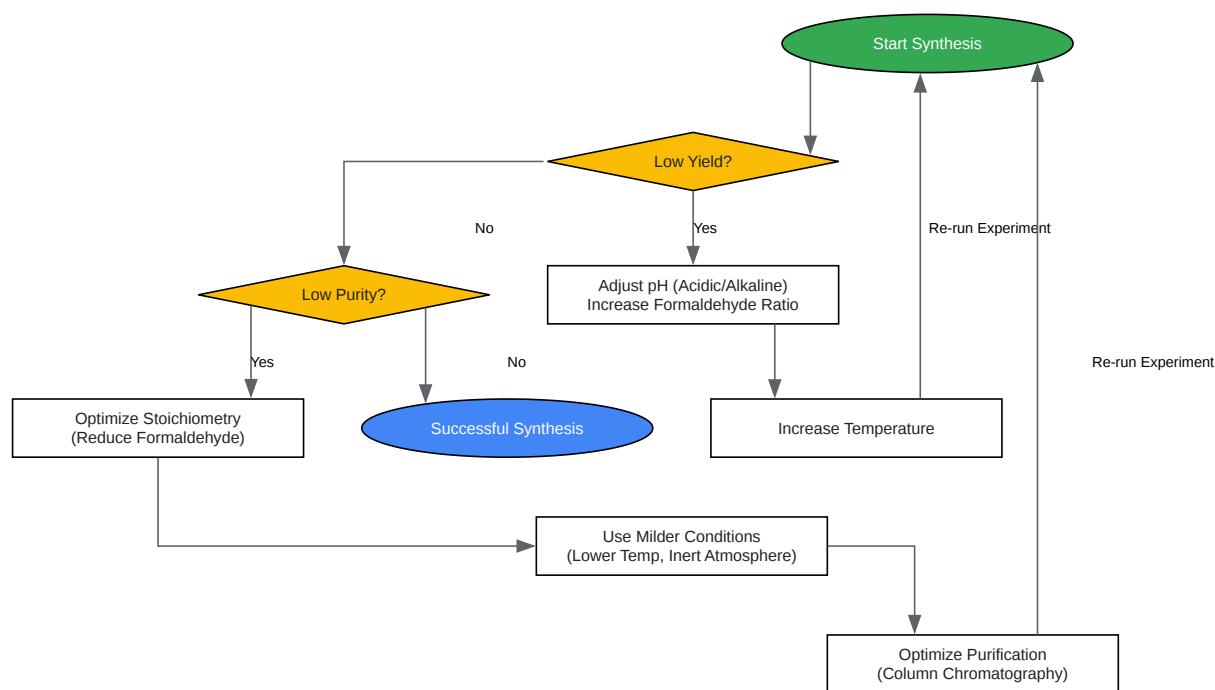 Start Synthesis
Low Yield?
No
Yes
Re-run Experiment
Low Purity?
Adjust pH (Acidic/Alkaline)
Increase Formaldehyde Ratio
Yes
No
Re-run Experiment
Optimize Stoichiometry
(Reduce Formaldehyde)
Successful Synthesis
Increase Temperature
Use Milder Conditions
(Lower Temp, Inert Atmosphere)
Optimize Purification
(Column Chromatography)